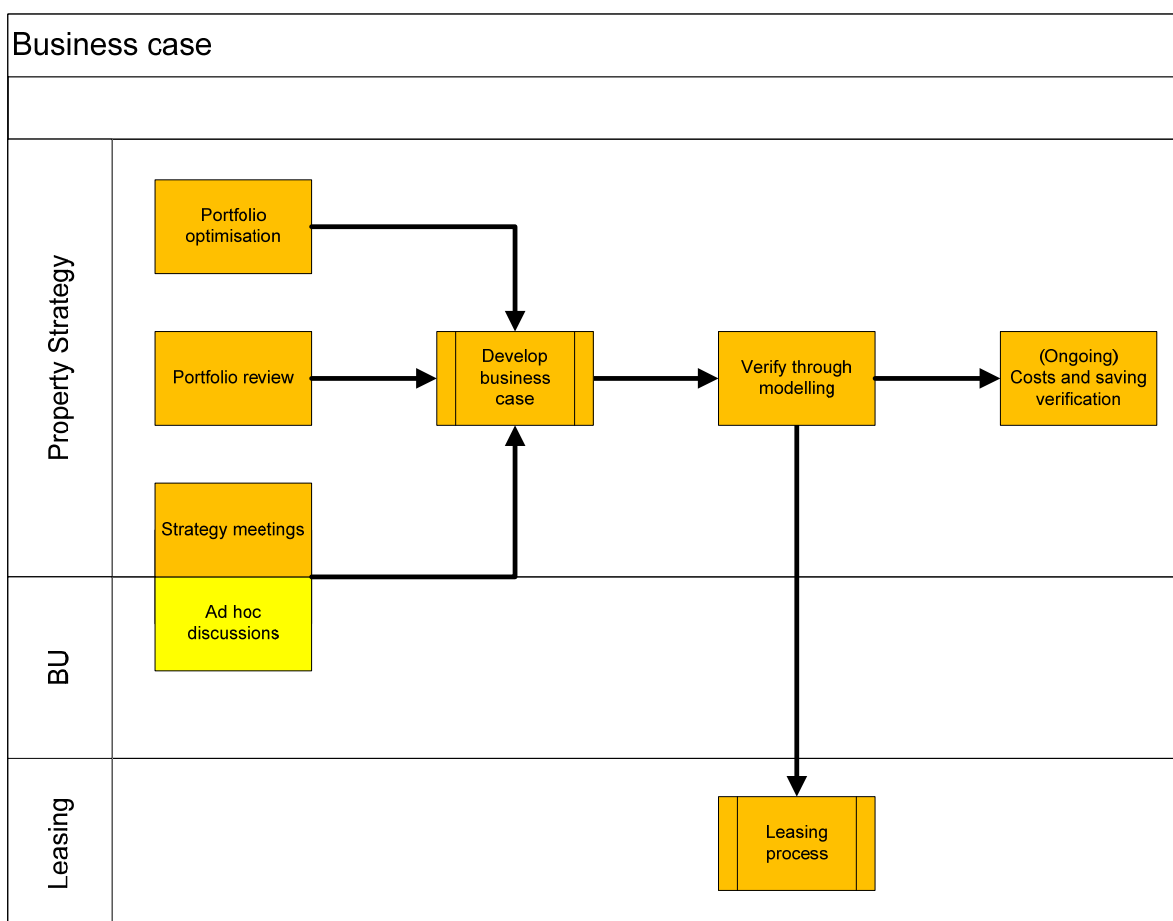 Business case
Property Strategy
Portfolio
optimisation
Portfolio review
Develop
business
case
Verify through
modelling
(Ongoing)
Costs and saving
verification
Strategy meetings
BU
Ad hoc
discussions
Leasing
Leasing
process